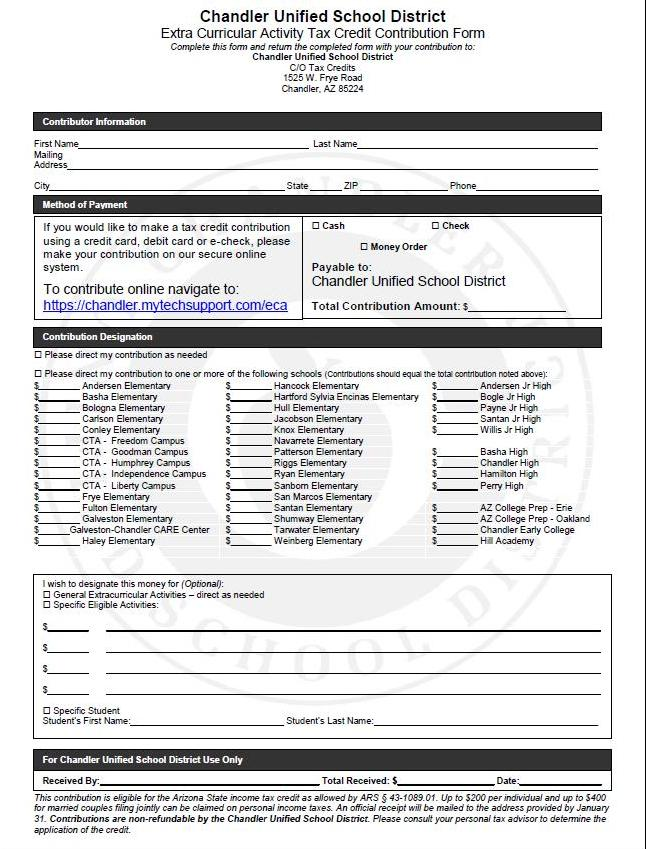 Chandler Unified School District
Extra Curricular Activity Tax Credit Contribution Form
Complete this form and return the completed form with your contribution to:
Chandler Unified School District
C/O Tax Credits
1525 W. Frye Road
Chandler, AZ 85224
Contributor Information
First Name Last Name
Mailing
Address
City State ZIP Phone
Method of Payment
If you would like to make a tax credit contribution
using a credit card, debit card or e-check, please
make your contribution on our secure online
system.
To contribute online navigate to:
https://chandler.mytechsupport.com/eca
☐ Cash ☐ Check
☐ Money Order
Payable to:
Chandler Unified School District
Total Contribution Amount: $
Contribution Designation
☐ Please direct my contribution as needed
☐ Please direct my contribution to one or more of the following schools (Contributions should equal the total contribution noted above):
$ Andersen Elementary $ Hancock Elementary $ Andersen Jr High
$ Basha Elementary $ Hartford Sylvia Encinas Elementary $ Bogle Jr High
$ Bologna Elementary $ Hull Elementary $ Payne Jr High
$ Carlson Elementary $ Jacobson Elementary $ Santan Jr High
$ Conley Elementary $ Knox Elementary $ Willis Jr High
$ CTA - Freedom Campus $ Navarrete Elementary
$ CTA - Goodman Campus $ Patterson Elementary $ Basha High
$ CTA - Humphrey Campus $ Riggs Elementary $ Chandler High
$ CTA - Independence Campus $ Ryan Elementary $ Hamilton High
$ CTA - Liberty Campus $ Sanborn Elementary $ Perry High
$ Frye Elementary $ San Marcos Elementary
$ Fulton Elementary $ Santan Elementary $ AZ College Prep - Erie
$ Galveston Elementary $ Shumway Elementary $ AZ College Prep - Oakland
$ Galveston-Chandler CARE Center $ Tarwater Elementary $ Chandler Early College
$ Haley Elementary $ Weinberg Elementary $ Hill Academy
I wish to designate this money for (Optional):
☐ General Extracurricular Activities – direct as needed
☐ Specific Eligible Activities:
$
$
$
$
☐ Specific Student
Student's First Name: Student's Last Name:
For Chandler Unified School District Use Only
Received By: Total Received: $ Date:
This contribution is eligible for the Arizona State income tax credit as allowed by ARS § 43-1089.01. Up to $200 per individual and up to $400
for married couples filing jointly can be claimed on personal income taxes. An official receipt will be mailed to the address provided by January
31. Contributions are non-refundable by the Chandler Unified School District. Please consult your personal tax advisor to determine the
application of the credit.
CHANDLER UNIFIED SCHOOL DISTRICT